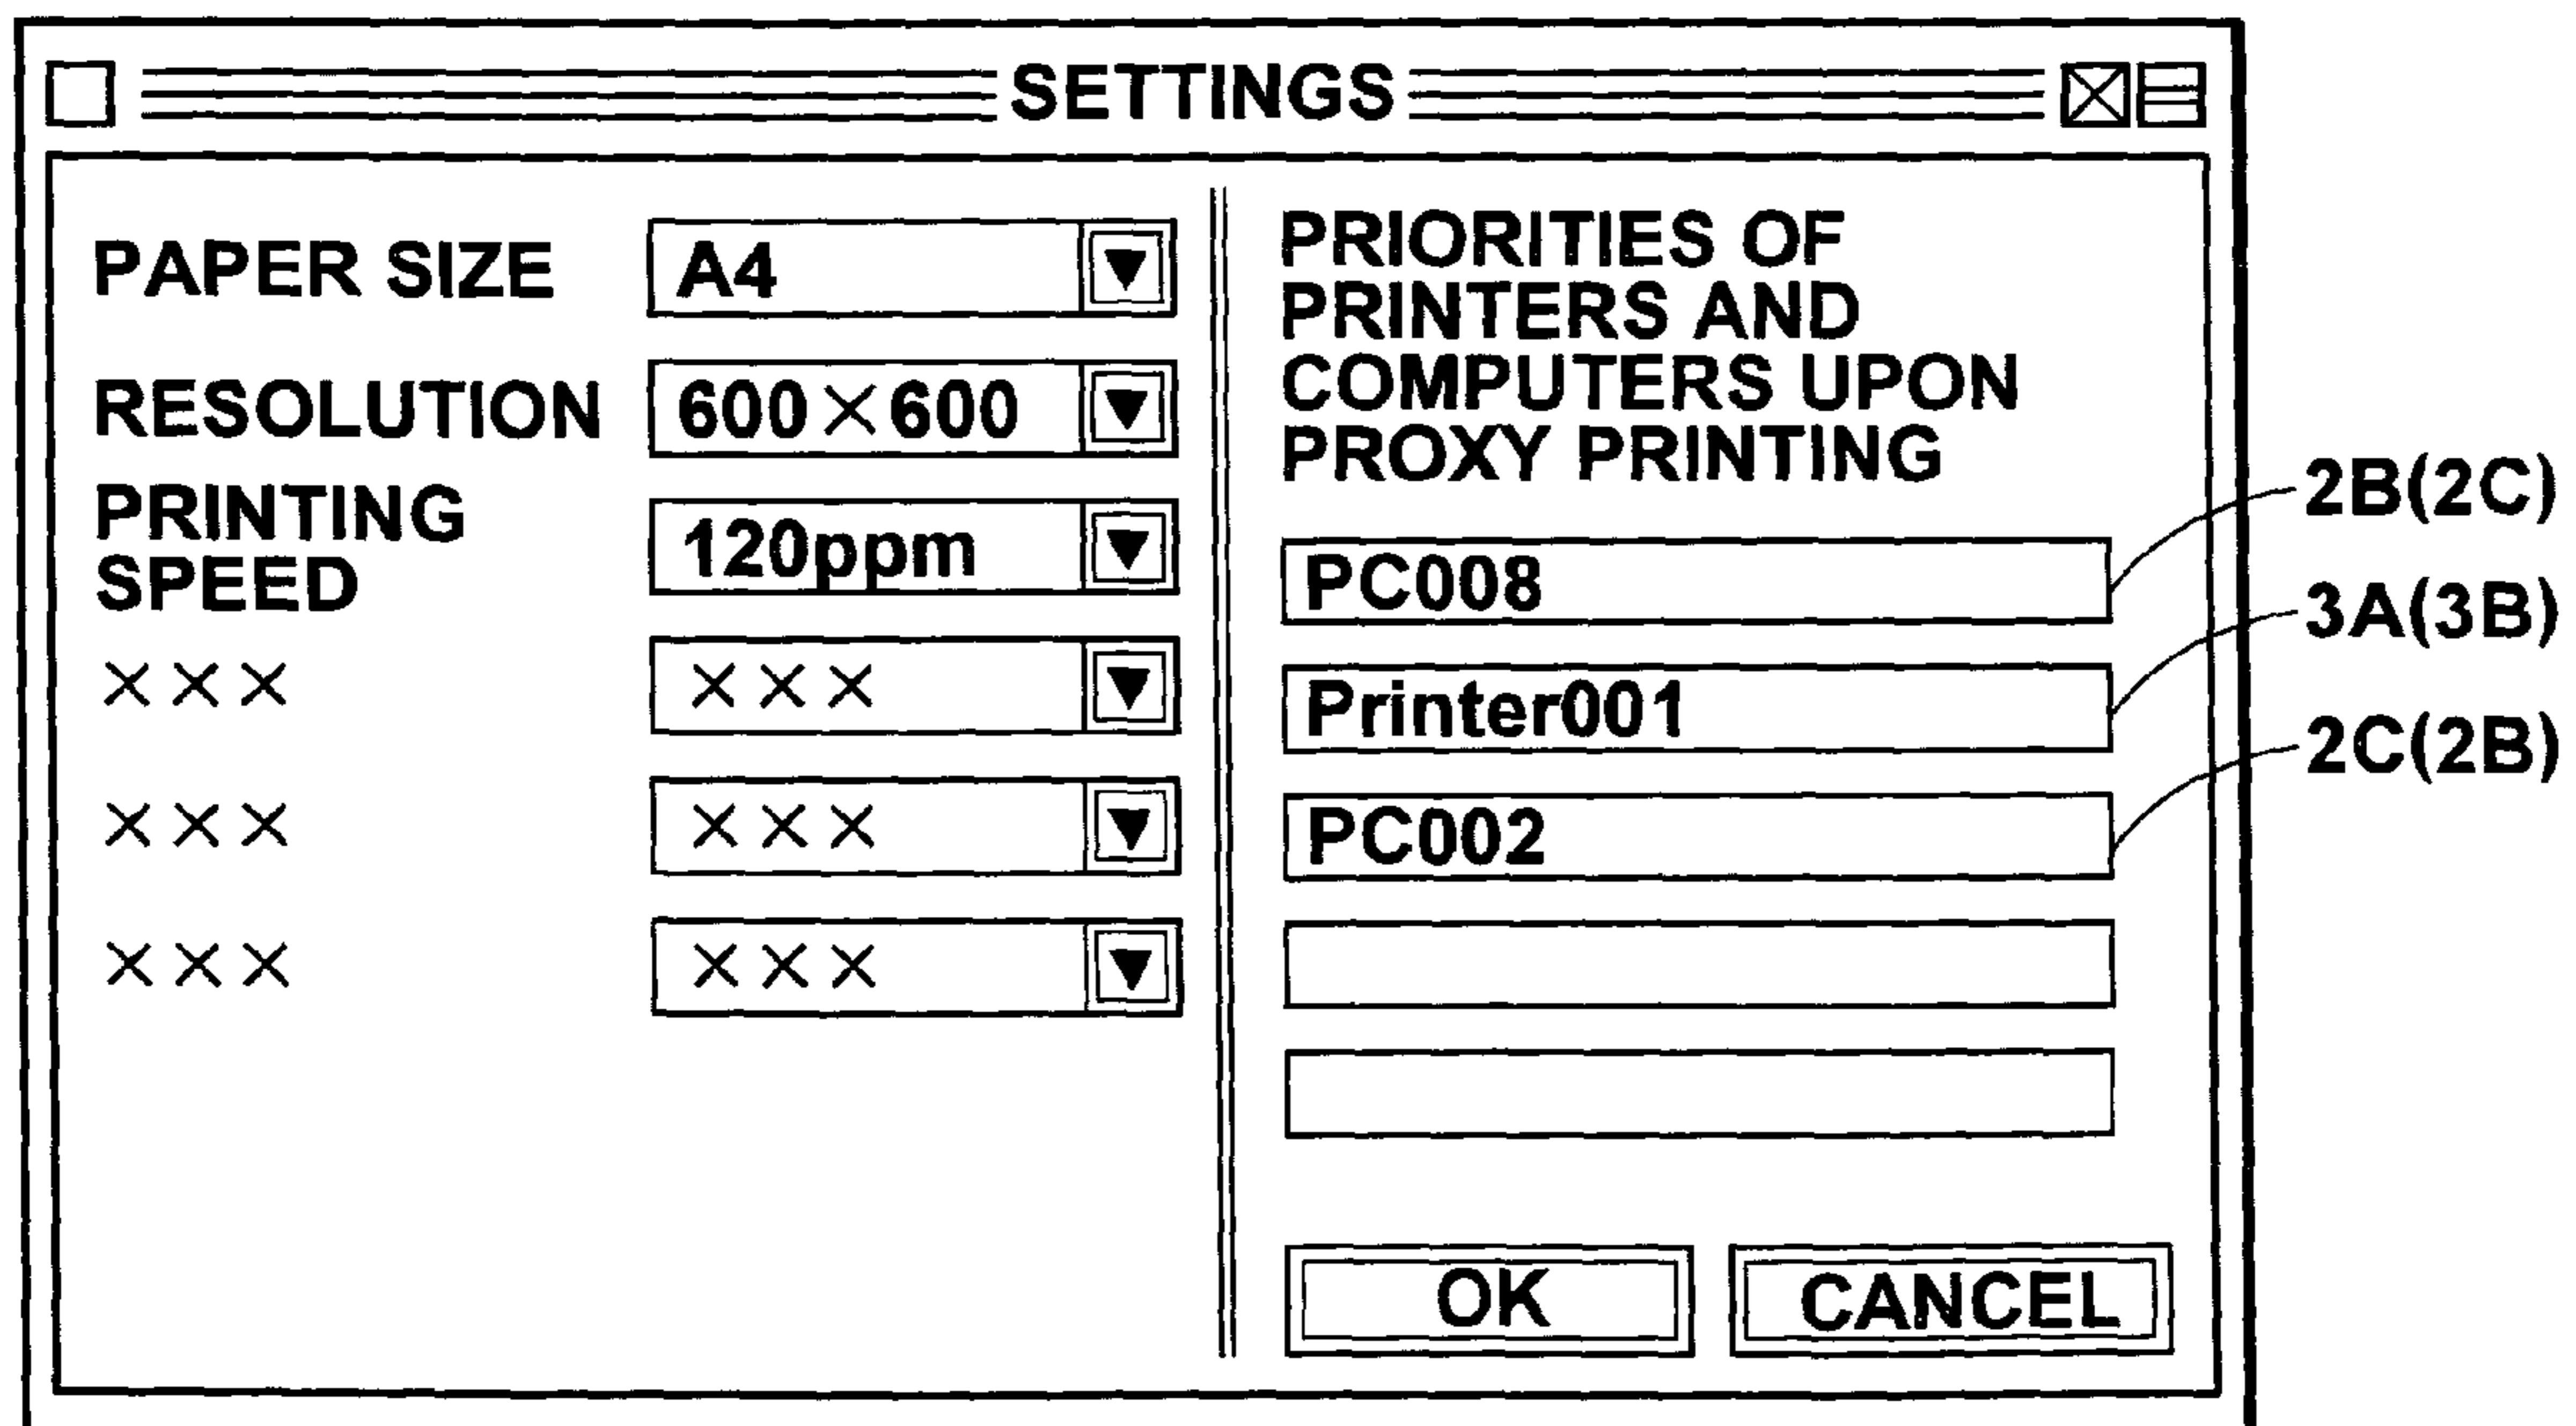 SETTINGS
PAPER SIZE
A4
RESOLUTION
600×600
PRINTING
SPEED
120ppm
×××
×××
×××
×××
×××
×××
PRIORITIES OF
PRINTERS AND
COMPUTERS UPON
PROXY PRINTING
PC008
2B(2C)
Printer001
3A(3B)
PC002
2C(2B)
OK
CANCEL